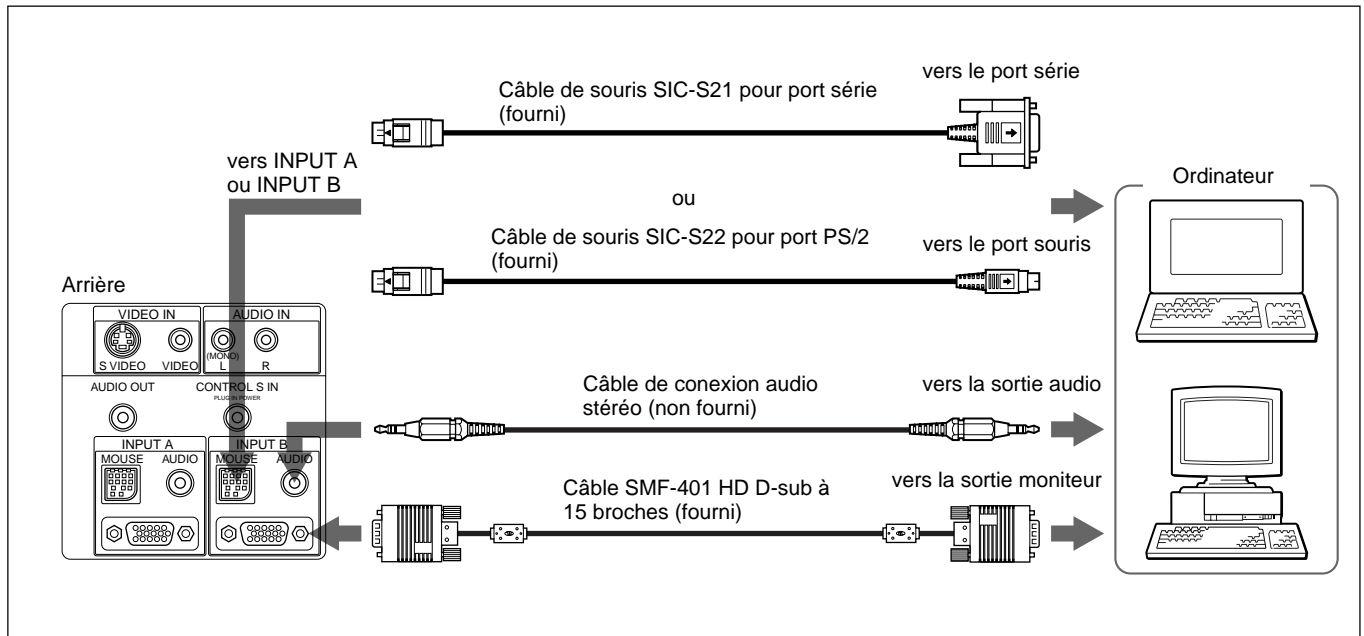 Câble de souris SIC-S21 pour port série
(fourni)
vers le port série
vers INPUT A
ou INPUT B
ou
Ordinateur
Câble de souris SIC-S22 pour port PS/2
(fourni)
vers le port souris
Arrière
VIDEO IN
AUDIO IN
(MONO)
S VIDEO
VIDEO
L
R
AUDIO OUT
CONTROL S IN
PLUG IN POWER
Câble de conexion audio
stéréo (non fourni)
vers la sortie audio
INPUT A
INPUT B
MOUSE
AUDIO
MOUSE
AUDIO
Câble SMF-401 HD D-sub à
15 broches (fourni)
vers la sortie moniteur